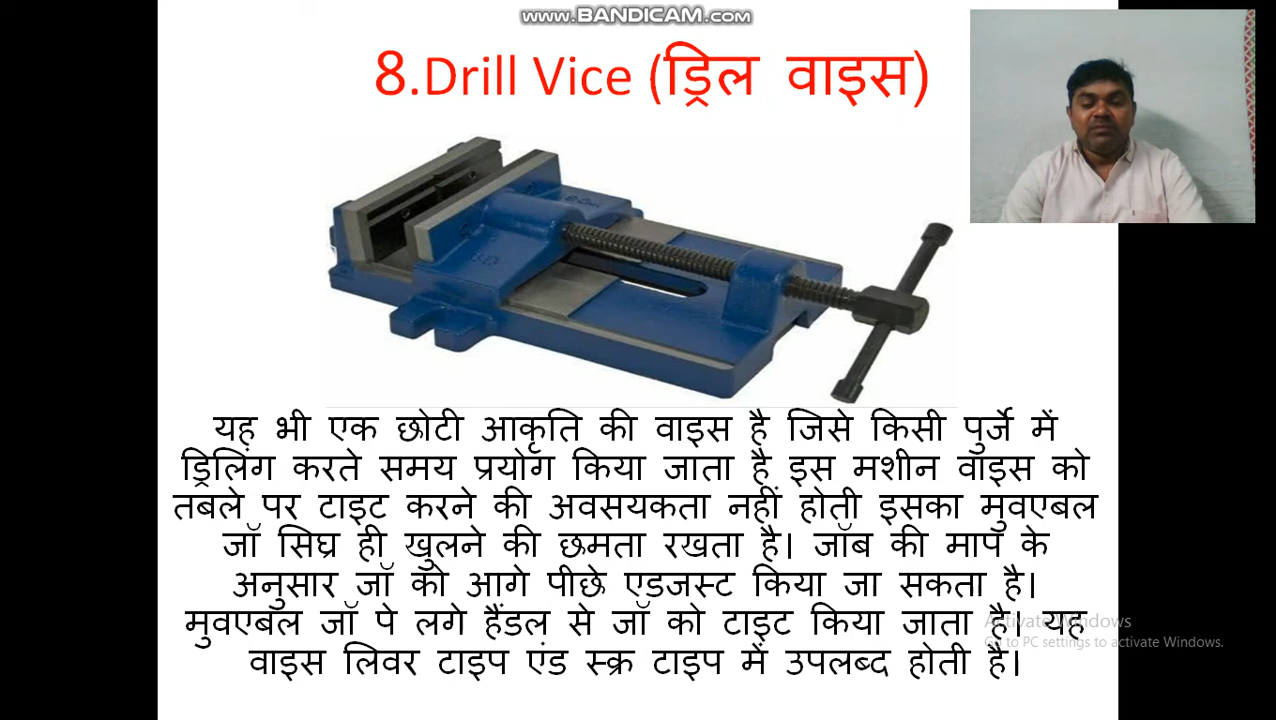 www.BANDICAM.com
8.Drill Vice (ड्रिल वाइस)
यह भी एक छोटी आकृति की वाइस है जिसे किसी पुर्जे में
ड्रिलिंग करते समय प्रयोग किया जाता है इस मशीन वाइस को
तबले पर टाइट करने की अवसयकता नहीं होती इसका मुवएबल
जॉ सिघ्र ही खुलने की छमता रखता है। जॉब की माप के
अनुसार जॉ को आगे पीछे एडजस्ट किया जा सकता है।
मुवएबल जॉ पे लगे हैंडल से जॉ को टाइट किया जाता है। यह
वाइस लिवर टाइप एंड स्क्र टाइप में उपलब्द होती है।
Activate Windows
Go to PC settings to activate Windows.